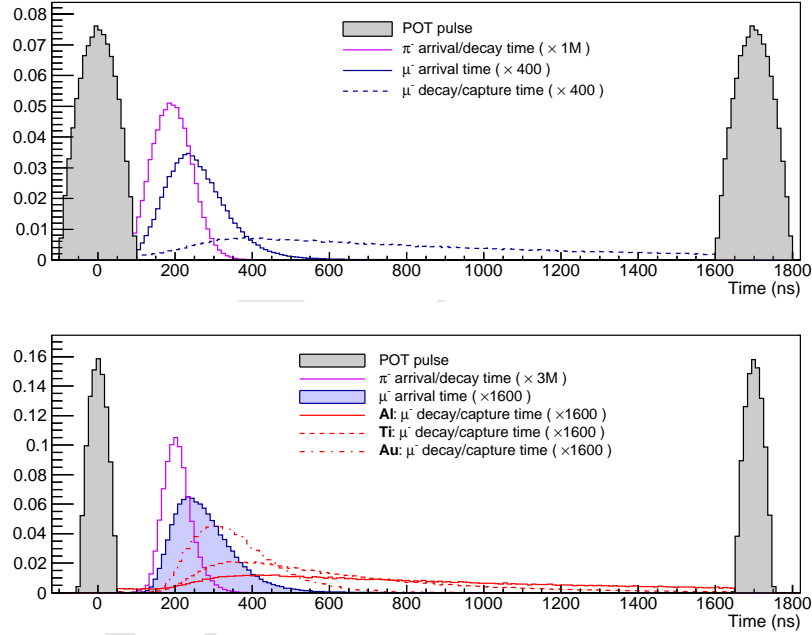 0.08
0.07
0.06
0.05
0.04
0.03
0.02
0.01
0
POT pulse
π⁻ arrival/decay time ( × 1M )
μ⁻ arrival time ( × 400 )
μ⁻ decay/capture time ( × 400 )
0 200 400 600 800 1000 1200 1400 1600 1800
Time (ns)
0.16
0.14
0.12
0.1
0.08
0.06
0.04
0.02
0
POT pulse
π⁻ arrival/decay time ( × 3M )
μ⁻ arrival time ( ×1600 )
Al: μ⁻ decay/capture time ( ×1600 )
Ti: μ⁻ decay/capture time ( ×1600 )
Au: μ⁻ decay/capture time ( ×1600 )
0 200 400 600 800 1000 1200 1400 1600 1800
Time (ns)